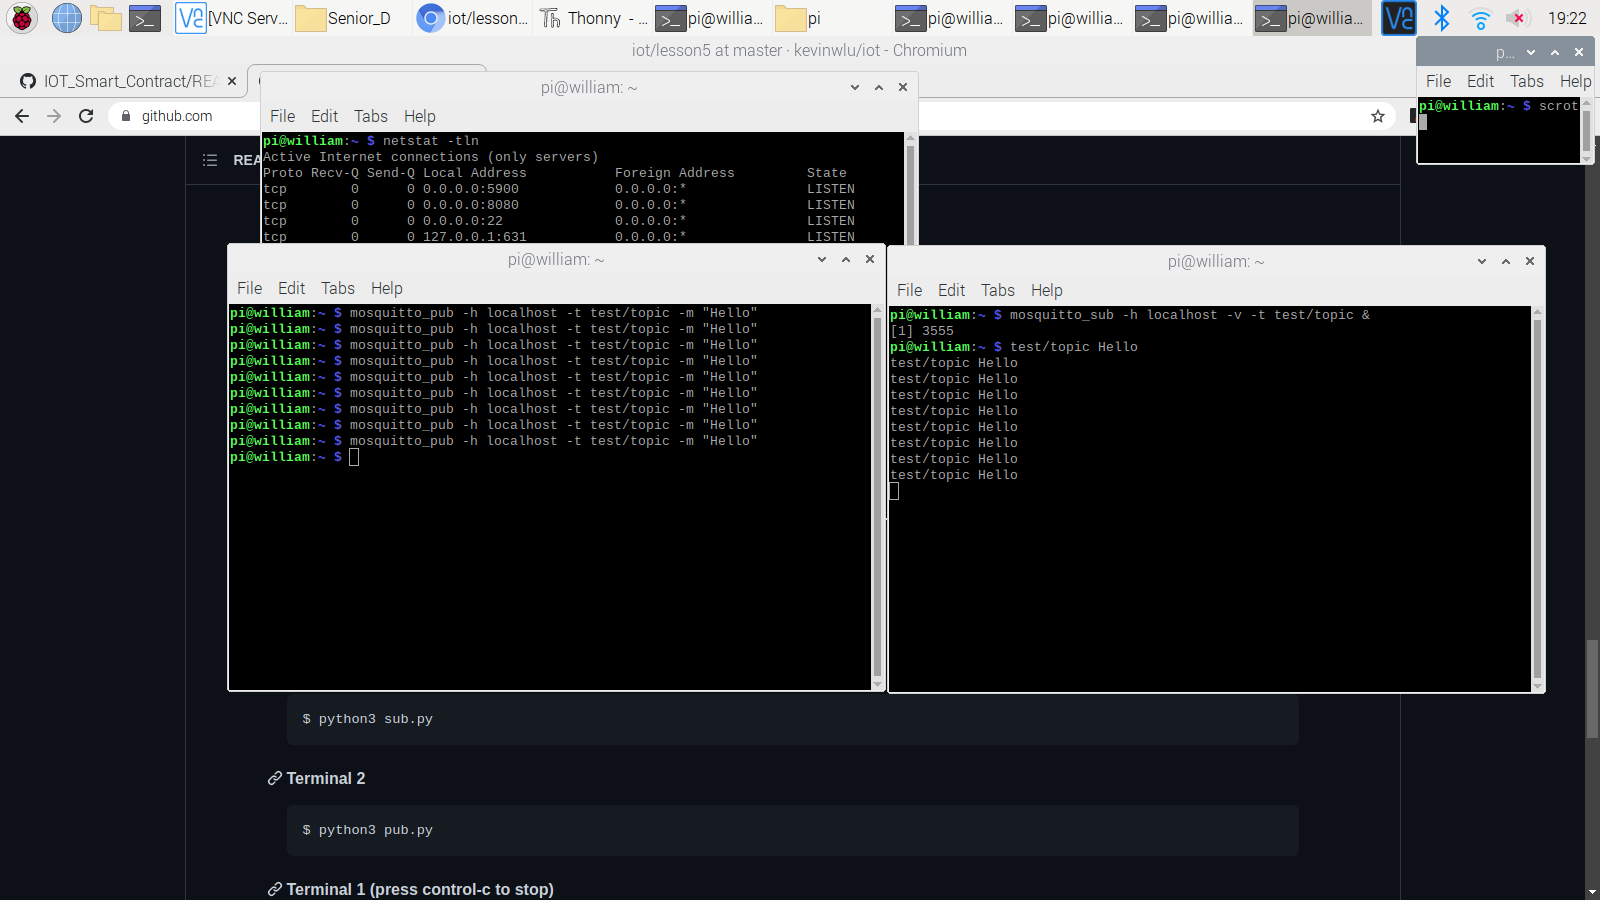 [VNC Serv...
Senior_D
iot/lesson...
Thonny - ...
pi@willia...
pi
pi@willia...
pi@willia...
pi@willia...
pi@willia...
19:22
iot/lesson5 at master · kevinwlu/iot - Chromium
IOT_Smart_Contract/REA
github.com
REA
pi@william: ~
File Edit Tabs Help
pi@william:~ $ netstat -tln
Active Internet connections (only servers)
Proto Recv-Q Send-Q Local Address Foreign Address State
tcp 0 0 0.0.0.0:5900 0.0.0.0:* LISTEN
tcp 0 0 0.0.0.0:8080 0.0.0.0:* LISTEN
tcp 0 0 0.0.0.0:22 0.0.0.0:* LISTEN
tcp 0 0 127.0.0.1:631 0.0.0.0:* LISTEN
p...
File Edit Tabs Help
pi@william:~ $ scrot
pi@william: ~
File Edit Tabs Help
pi@william:~ $ mosquitto_pub -h localhost -t test/topic -m "Hello"
pi@william:~ $ mosquitto_pub -h localhost -t test/topic -m "Hello"
pi@william:~ $ mosquitto_pub -h localhost -t test/topic -m "Hello"
pi@william:~ $ mosquitto_pub -h localhost -t test/topic -m "Hello"
pi@william:~ $ mosquitto_pub -h localhost -t test/topic -m "Hello"
pi@william:~ $ mosquitto_pub -h localhost -t test/topic -m "Hello"
pi@william:~ $ mosquitto_pub -h localhost -t test/topic -m "Hello"
pi@william:~ $ mosquitto_pub -h localhost -t test/topic -m "Hello"
pi@william:~ $ mosquitto_pub -h localhost -t test/topic -m "Hello"
pi@william:~ $
pi@william: ~
File Edit Tabs Help
pi@william:~ $ mosquitto_sub -h localhost -v -t test/topic &
[1] 3555
pi@william:~ $ test/topic Hello
test/topic Hello
test/topic Hello
test/topic Hello
test/topic Hello
test/topic Hello
test/topic Hello
test/topic Hello
test/topic Hello
$ python3 sub.py
Terminal 2
$ python3 pub.py
Terminal 1 (press control-c to stop)